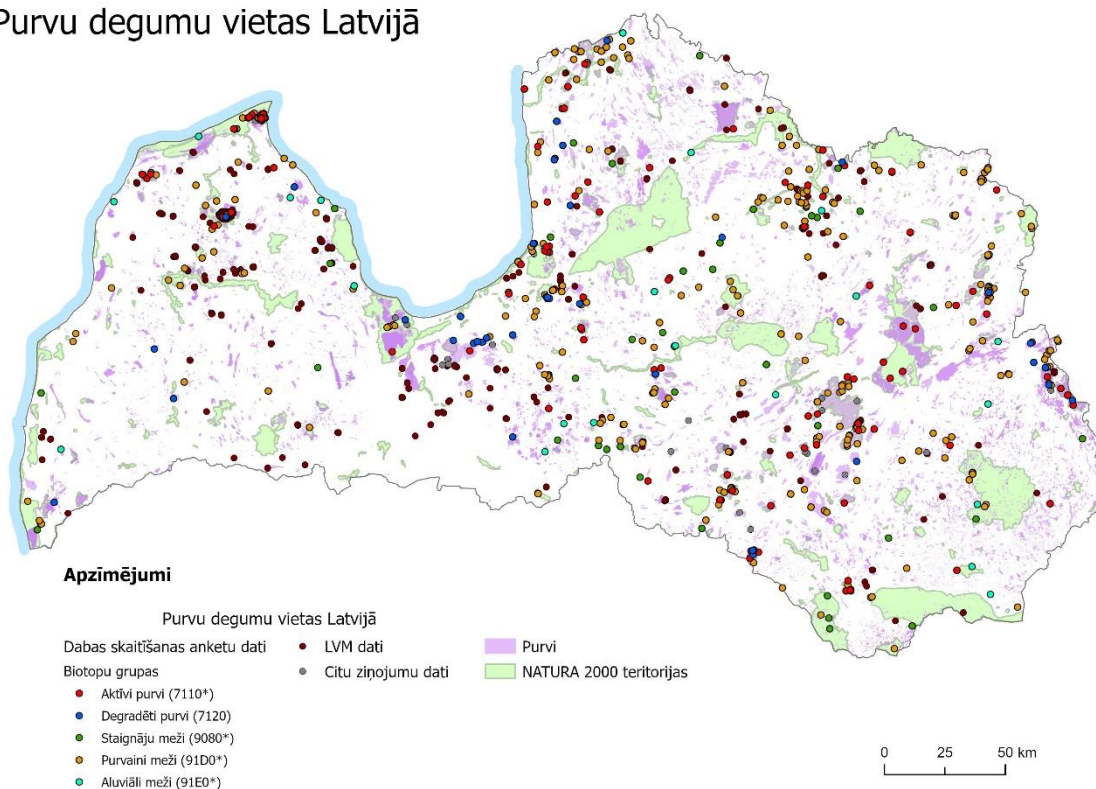 Purvu degumu vietas Latvijā
Apzīmējumi
Purvu degumu vietas Latvijā
Dabas skaitīšanas anketu dati
Biotopu grupas
Aktīvi purvi (7110*)
Degradēti purvi (7120)
Staignāju meži (9080*)
Purvaini meži (91D0*)
Aluviāli meži (91E0*)
LVM dati
Citu ziņojumu dati
Purvi
NATURA 2000 teritorijas
0 25 50 km